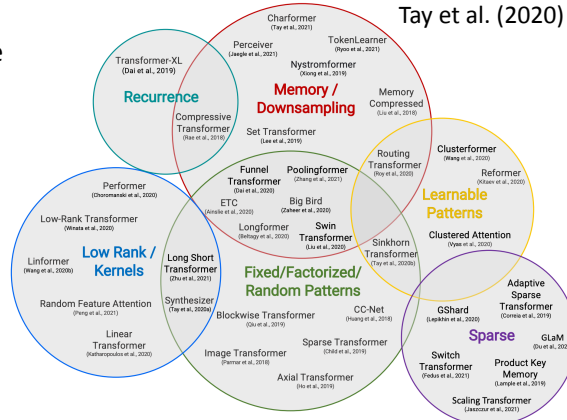 Tay et al. (2020)
e
Charformer
(Tay et al., 2021)
TokenLearner
(Ryoo et al., 2021)
Perceiver
(Jaegle et al., 2021)
Transformer-XL
(Dai et al., 2019)
Nystromformer
(Xiong et al., 2019)
Recurrence
Memory /
Downsampling
Memory
Compressed
(Liu et al., 2018)
Compressive
Transformer
(Rae et al., 2018)
Set Transformer
(Lee et al., 2019)
Routing
Transformer
(Roy et al., 2020)
Clusterformer
(Wang et al., 2020)
Funnel
Transformer
(Dai et al., 2020)
Poolingformer
(Zhang et al., 2021)
Reformer
(Kitaev et al., 2020)
Performer
(Choromanski et al., 2020)
ETC
(Ainslie et al., 2020)
Big Bird
(Zaheer et al., 2020)
Learnable
Patterns
Low-Rank Transformer
(Winata et al., 2020)
Longformer
(Beltagy et al., 2020)
Swin
Transformer
(Liu et al., 2020)
Clustered Attention
(Vyas et al., 2020)
Sinkhorn
Transformer
(Tay et al., 2020b)
Low Rank /
Kernels
Linformer
(Wang et al., 2020b)
Long Short
Transformer
(Zhu et al., 2021)
Fixed/Factorized/
Random Patterns
Adaptive
Sparse
Transformer
(Correia et al., 2019)
Random Feature Attention
(Peng et al., 2021)
Synthesizer
(Tay et al., 2020a)
CC-Net
(Huang et al., 2018)
GShard
(Lepikhin et al., 2020)
Blockwise Transformer
(Qiu et al., 2019)
Sparse
Linear
Transformer
(Katharopoulos et al., 2020)
Sparse Transformer
(Child et al., 2019)
GLaM
(Du et al., 2021)
Image Transformer
(Parmar et al., 2018)
Switch
Transformer
(Fedus et al., 2021)
Product Key
Memory
(Lample et al., 2019)
Axial Transformer
(Ho et al., 2019)
Scaling Transformer
(Jaszczur et al., 2021)